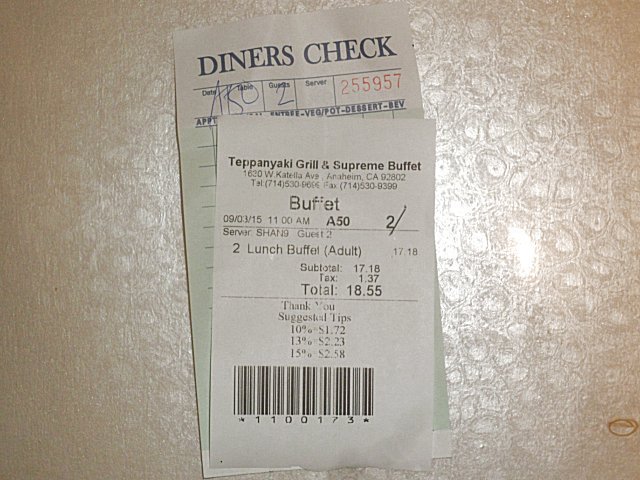 DINERS CHECK
Date Table Guests Server 255957
A50 2
ENTREE-VEG/POT-DESSERT-BEV
Teppanyaki Grill & Supreme Buffet
1630 W.Katella Ave., Anaheim, CA 92802
Tel:(714)530-9696 Fax:(714)530-9399
Buffet
09/03/15 11:00 AM A50 2/
Server: SHAN9 Guest:2
2 Lunch Buffet (Adult) 17.18
Subtotal: 17.18
Tax: 1.37
Total: 18.55
Thank You
Suggested Tips
10%=$1.72
13%=$2.23
15%=$2.58
*1100173*